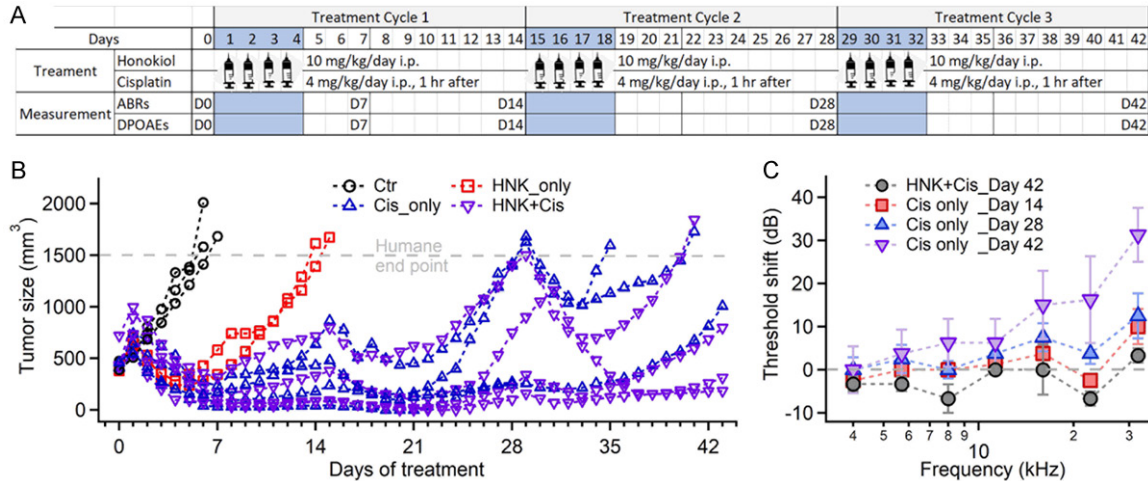 A
Treatment Cycle 1 Treatment Cycle 2 Treatment Cycle 3
Days 0 1 2 3 4 5 6 7 8 9 10 11 12 13 14 15 16 17 18 19 20 21 22 23 24 25 26 27 28 29 30 31 32 33 34 35 36 37 38 39 40 41 42
Treament Honokiol 10 mg/kg/day i.p. 10 mg/kg/day i.p. 10 mg/kg/day i.p.
Cisplatin 4 mg/kg/day i.p., 1 hr after 4 mg/kg/day i.p., 1 hr after 4 mg/kg/day i.p., 1 hr after
Measurement ABRs D0 D7 D14 D28 D42
DPOAEs D0 D7 D14 D28 D42
B
Ctr HNK_only
Cis_only HNK+Cis
Humane
end point
Tumor size (mm³)
2000
1500
1000
500
0
0 7 14 21 28 35 42
Days of treatment
C
HNK+Cis_Day 42
Cis only _Day 14
Cis only _Day 28
Cis only _Day 42
Threshold shift (dB)
40
30
20
10
0
-10
4 5 6 7 8 9 10 2 3
Frequency (kHz)